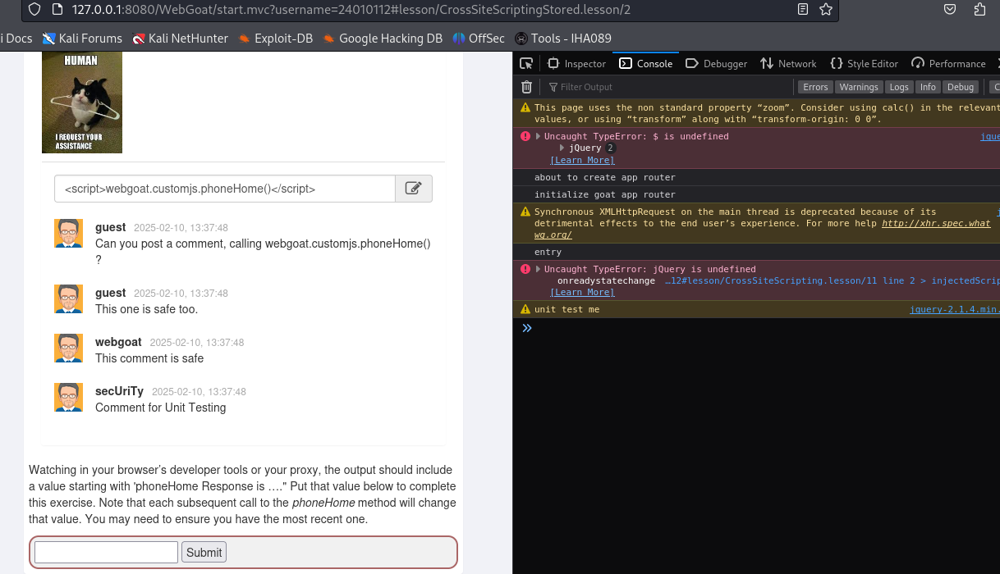 127.0.0.1:8080/WebGoat/start.mvc?username=24010112#lesson/CrossSiteScriptingStored.lesson/2
i Docs Kali Forums Kali NetHunter Exploit-DB Google Hacking DB OffSec Tools - IHA089
HUMAN
I REQUEST YOUR
ASSISTANCE
<script>webgoat.customjs.phoneHome()</script>
guest 2025-02-10, 13:37:48
Can you post a comment, calling webgoat.customjs.phoneHome()
?
guest 2025-02-10, 13:37:48
This one is safe too.
webgoat 2025-02-10, 13:37:48
This comment is safe
secUriTy 2025-02-10, 13:37:48
Comment for Unit Testing
Watching in your browser's developer tools or your proxy, the output should include
a value starting with 'phoneHome Response is …." Put that value below to complete
this exercise. Note that each subsequent call to the phoneHome method will change
that value. You may need to ensure you have the most recent one.
Submit
Inspector Console Debugger Network Style Editor Performance
Filter Output Errors Warnings Logs Info Debug C
This page uses the non standard property “zoom”. Consider using calc() in the relevant
values, or using “transform” along with “transform-origin: 0 0”.
Uncaught TypeError: $ is undefined jque
jQuery 2
[Learn More]
about to create app router
initialize goat app router
Synchronous XMLHttpRequest on the main thread is deprecated because of its j
detrimental effects to the end user’s experience. For more help http://xhr.spec.what
wg.org/
entry
Uncaught TypeError: jQuery is undefined
onreadystatechange …12#lesson/CrossSiteScripting.lesson/11 line 2 > injectedScrip
[Learn More]
unit test me jquery-2.1.4.min.